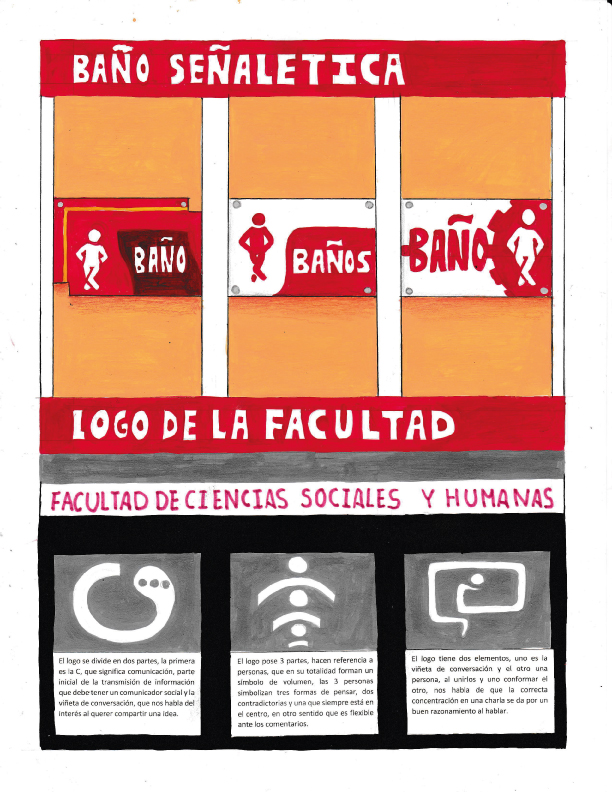 BAÑO SEÑALETICA
BAÑO
BAÑOS
BAÑO
LOGO DE LA FACULTAD
FACULTAD DE CIENCIAS SOCIALES Y HUMANAS
El logo se divide en dos partes, la primera
es la C, que significa comunicación, parte
inicial de la transmisión de información
que debe tener un comunicador social y la
viñeta de conversación, que nos habla del
interés al querer compartir una idea.
El logo pose 3 partes, hacen referencia a
personas, que en su totalidad forman un
símbolo de volumen, las 3 personas
simbolizan tres formas de pensar, dos
contradictorias y una que siempre está en
el centro, en otro sentido que es flexible
ante los comentarios.
El logo tiene dos elementos, uno es la
viñeta de conversación y el otro una
persona, al unirlos y uno conformar el
otro, nos habla de que la correcta
concentración en una charla se da por un
buen razonamiento al hablar.